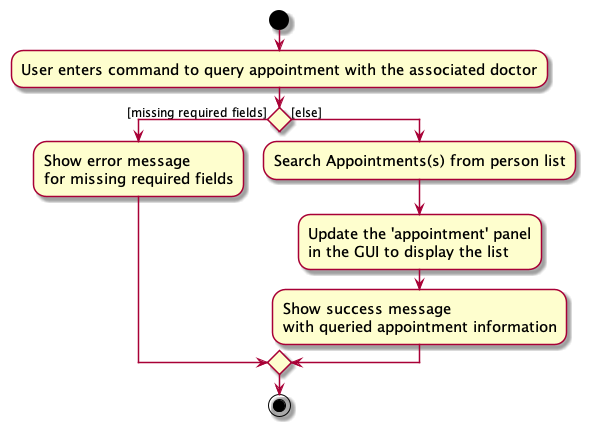 User enters command to query appointment with the associated doctor
[missing required fields]
[else]
Show error message
for missing required fields
Search Appointments(s) from person list
Update the 'appointment' panel
in the GUI to display the list
Show success message
with queried appointment information